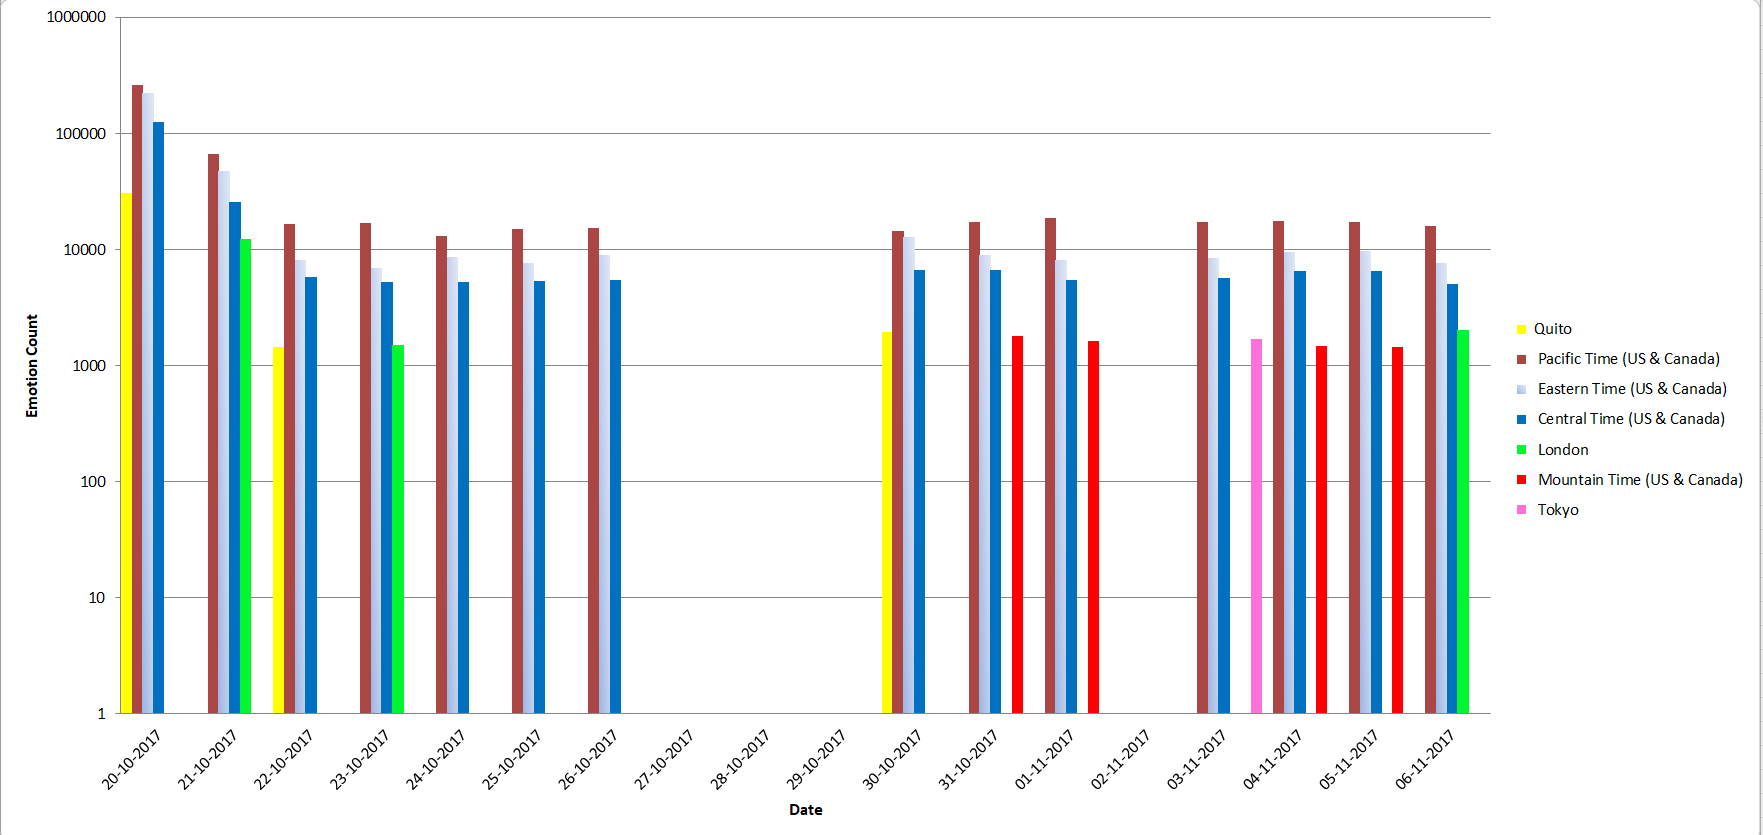 1000000
100000
10000
1000
100
10
1
Emotion Count
20-10-2017
21-10-2017
22-10-2017
23-10-2017
24-10-2017
25-10-2017
26-10-2017
27-10-2017
28-10-2017
29-10-2017
30-10-2017
31-10-2017
01-11-2017
02-11-2017
03-11-2017
04-11-2017
05-11-2017
06-11-2017
Date
Quito
Pacific Time (US & Canada)
Eastern Time (US & Canada)
Central Time (US & Canada)
London
Mountain Time (US & Canada)
Tokyo